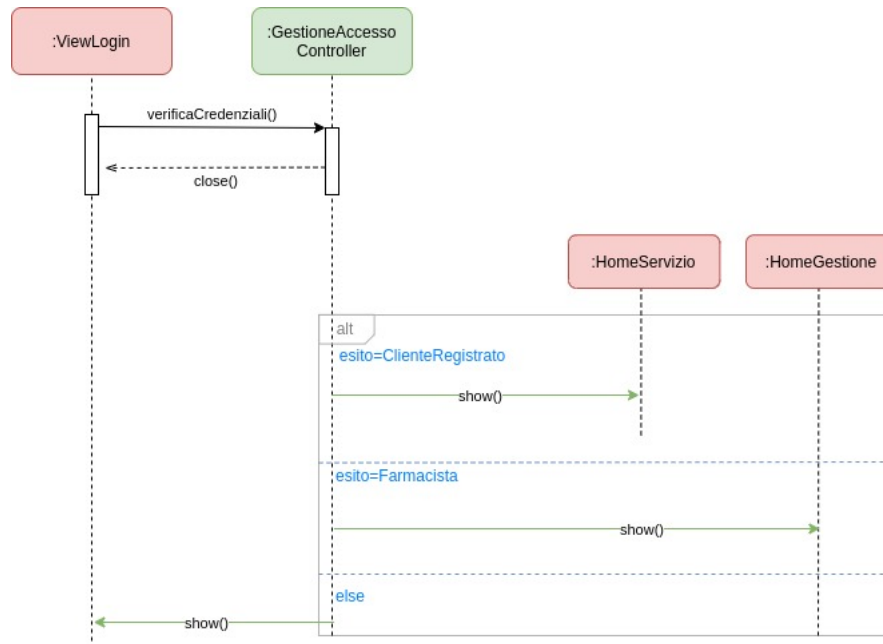 :ViewLogin
:GestioneAccesso
Controller
verificaCredenziali()
close()
:HomeServizio
:HomeGestione
alt
esito=ClienteRegistrato
show()
esito=Farmacista
show()
else
show()